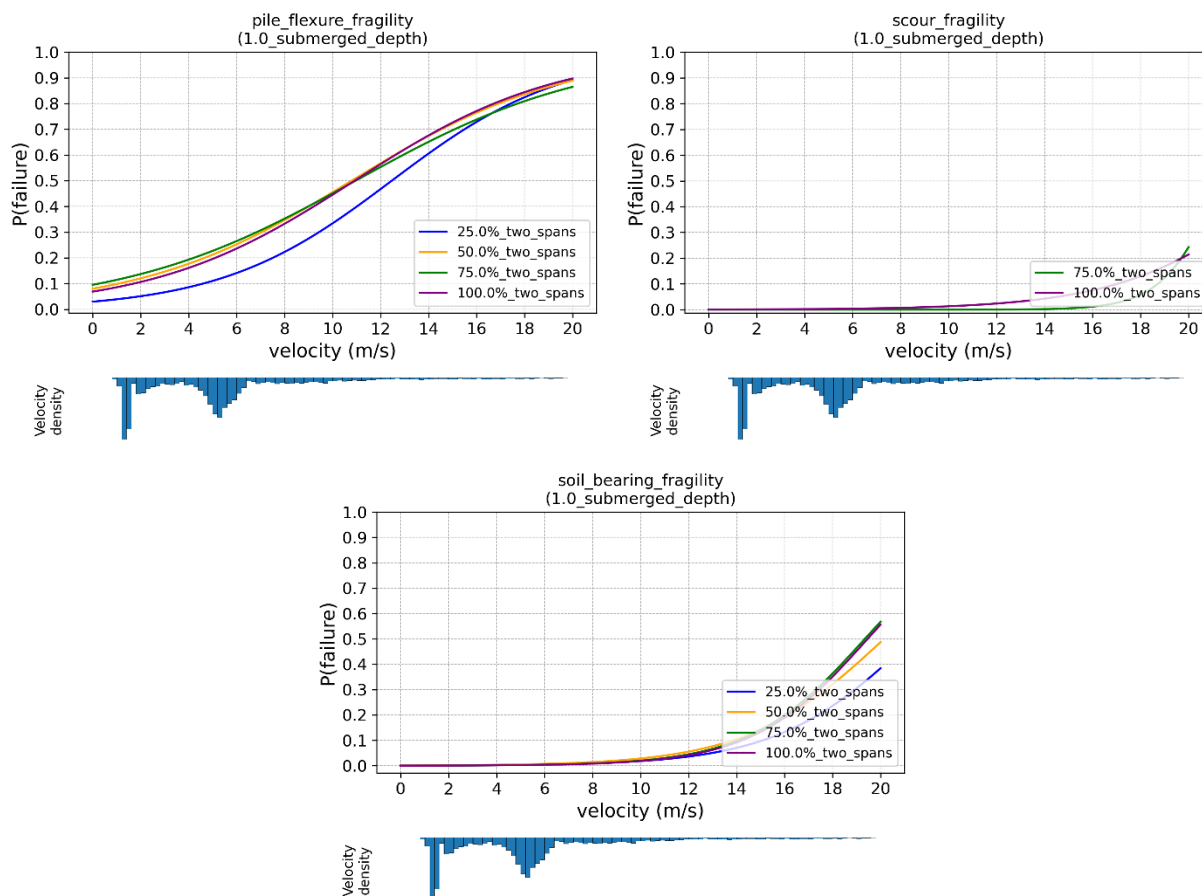 pile_flexure_fragility
(1.0_submerged_depth)
1.0
0.9
0.8
0.7
0.6
0.5
0.4
0.3
0.2
0.1
0.0
P(failure)
25.0%_two_spans
50.0%_two_spans
75.0%_two_spans
100.0%_two_spans
0 2 4 6 8 10 12 14 16 18 20
velocity (m/s)
Velocity
density
scour_fragility
(1.0_submerged_depth)
1.0
0.9
0.8
0.7
0.6
0.5
0.4
0.3
0.2
0.1
0.0
P(failure)
75.0%_two_spans
100.0%_two_spans
0 2 4 6 8 10 12 14 16 18 20
velocity (m/s)
Velocity
density
soil_bearing_fragility
(1.0_submerged_depth)
1.0
0.9
0.8
0.7
0.6
0.5
0.4
0.3
0.2
0.1
0.0
P(failure)
25.0%_two_spans
50.0%_two_spans
75.0%_two_spans
100.0%_two_spans
0 2 4 6 8 10 12 14 16 18 20
velocity (m/s)
Velocity
density